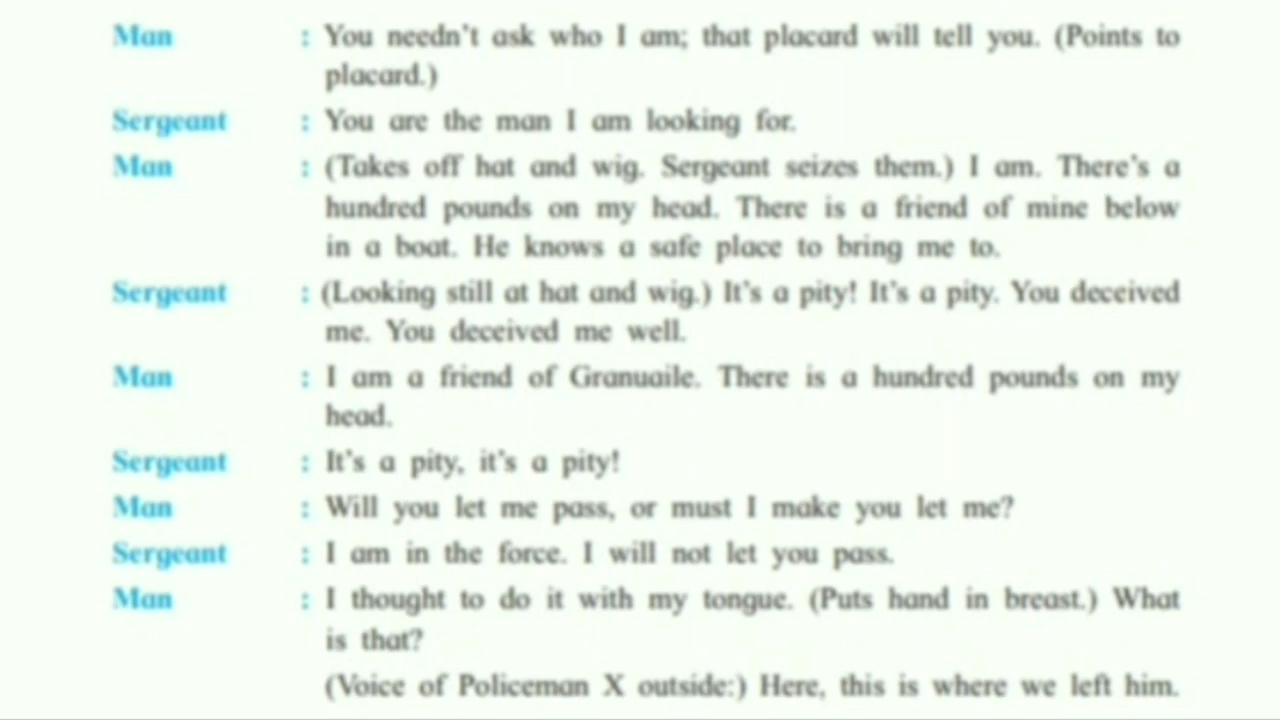 Man : You needn't ask who I am; that placard will tell you. (Points to
placard.)
Sergeant : You are the man I am looking for.
Man : (Takes off hat and wig. Sergeant seizes them.) I am. There's a
hundred pounds on my head. There is a friend of mine below
in a boat. He knows a safe place to bring me to.
Sergeant : (Looking still at hat and wig.) It's a pity! It's a pity. You deceived
me. You deceived me well.
Man : I am a friend of Granuaile. There is a hundred pounds on my
head.
Sergeant : It's a pity, it's a pity!
Man : Will you let me pass, or must I make you let me?
Sergeant : I am in the force. I will not let you pass.
Man : I thought to do it with my tongue. (Puts hand in breast.) What
is that?
(Voice of Policeman X outside:) Here, this is where we left him.